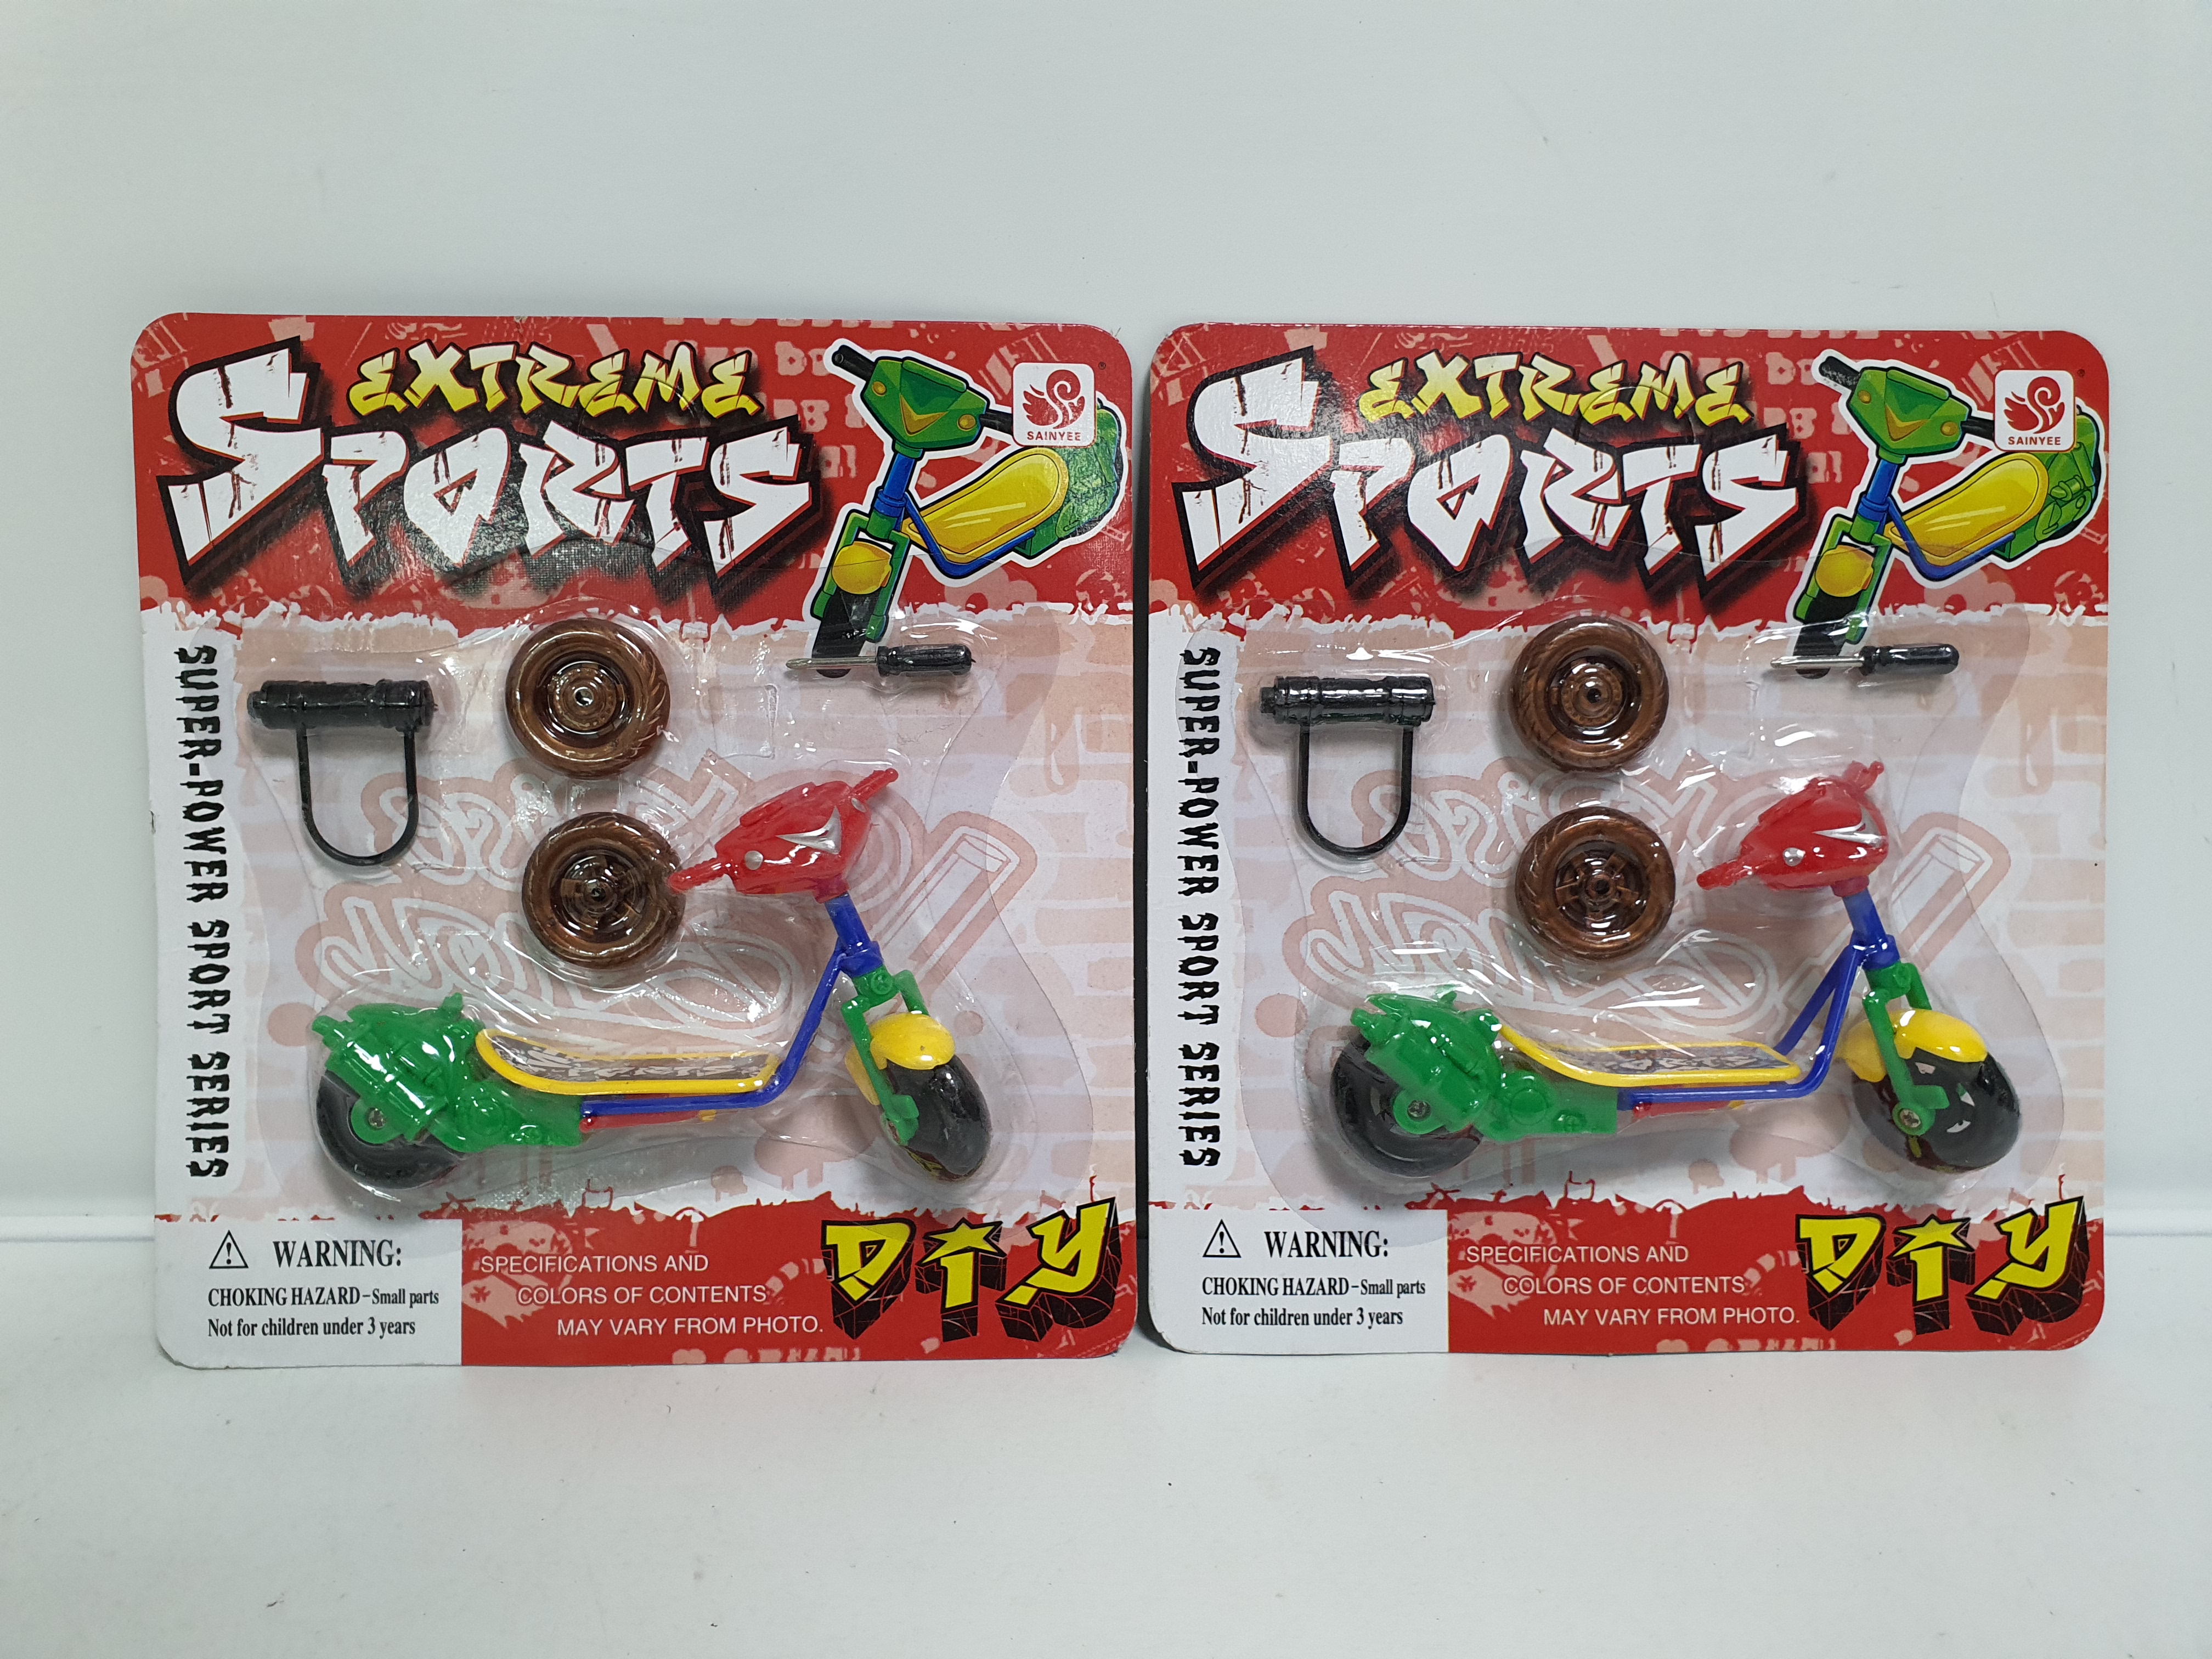 EXTREME
SPORTS
SAINYEE
SUPER-POWER SPORT SERIES
WARNING:
CHOKING HAZARD-Small parts
Not for children under 3 years
SPECIFICATIONS AND
COLORS OF CONTENTS
MAY VARY FROM PHOTO.
DIY
EXTREME
SPORTS
SAINYEE
SUPER-POWER SPORT SERIES
WARNING:
CHOKING HAZARD-Small parts
Not for children under 3 years
SPECIFICATIONS AND
COLORS OF CONTENTS
MAY VARY FROM PHOTO.
DIY